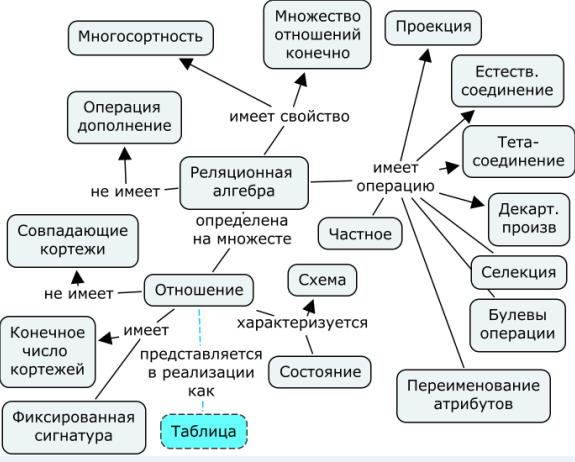 Многосортность
Множество
отношений
конечно
Проекция
Естеств.
соединение
Операция
дополнение
имеет свойство
Тета-
соединение
не имеет
Реляционная
алгебра
имеет
операцию
Декарт.
произв
Совпадающие
кортежи
определена
на множесте
Частное
Селекция
не имеет
Отношение
Схема
Булевы
операции
Конечное
число
кортежей
имеет
характеризуется
представляется
в реализации
как
Состояние
Переименование
атрибутов
Фиксированная
сигнатура
Таблица